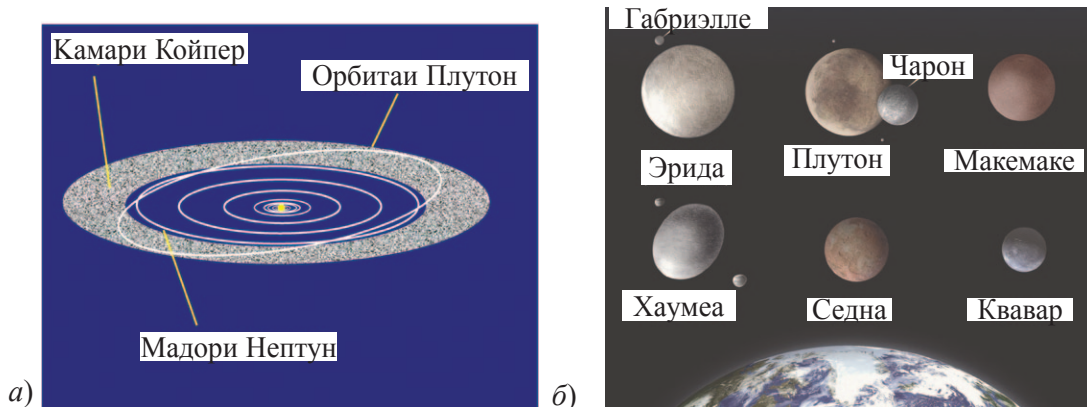 Камари Койпер
Орбитаи Плутон
Мадори Нептун
а)
Габриэлле
Чарон
Эрида
Плутон
Макемаке
Хаумеа
Седна
Квавар
б)